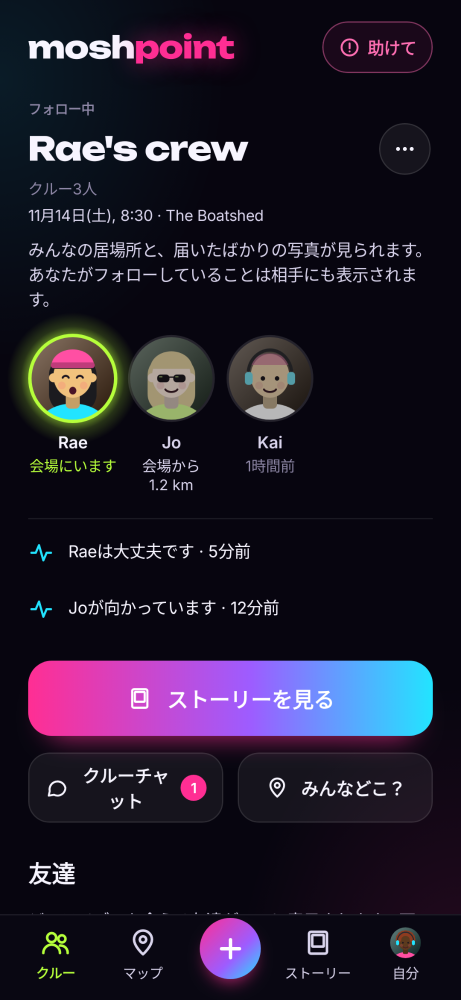 moshpoint
助けて
フォロー中
Rae's crew
クルー3人
11月14日(土), 8:30 · The Boatshed
みんなの居場所と、届いたばかりの写真が見られます。
あなたがフォローしていることは相手にも表示されま
す。
Rae
会場にいます
Jo
会場から
1.2 km
Kai
1時間前
Raeは大丈夫です · 5分前
Joが向かっています · 12分前
ストーリーを見る
クルーチャ
ット
1
みんなどこ？
友達
クルー
マップ
ストーリー
自分